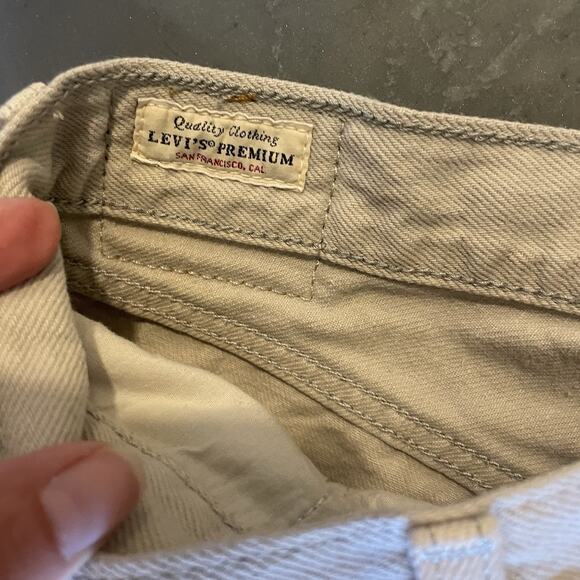 Quality Clothing
LEVI'S® PREMIUM
SAN FRANCISCO, CAL.